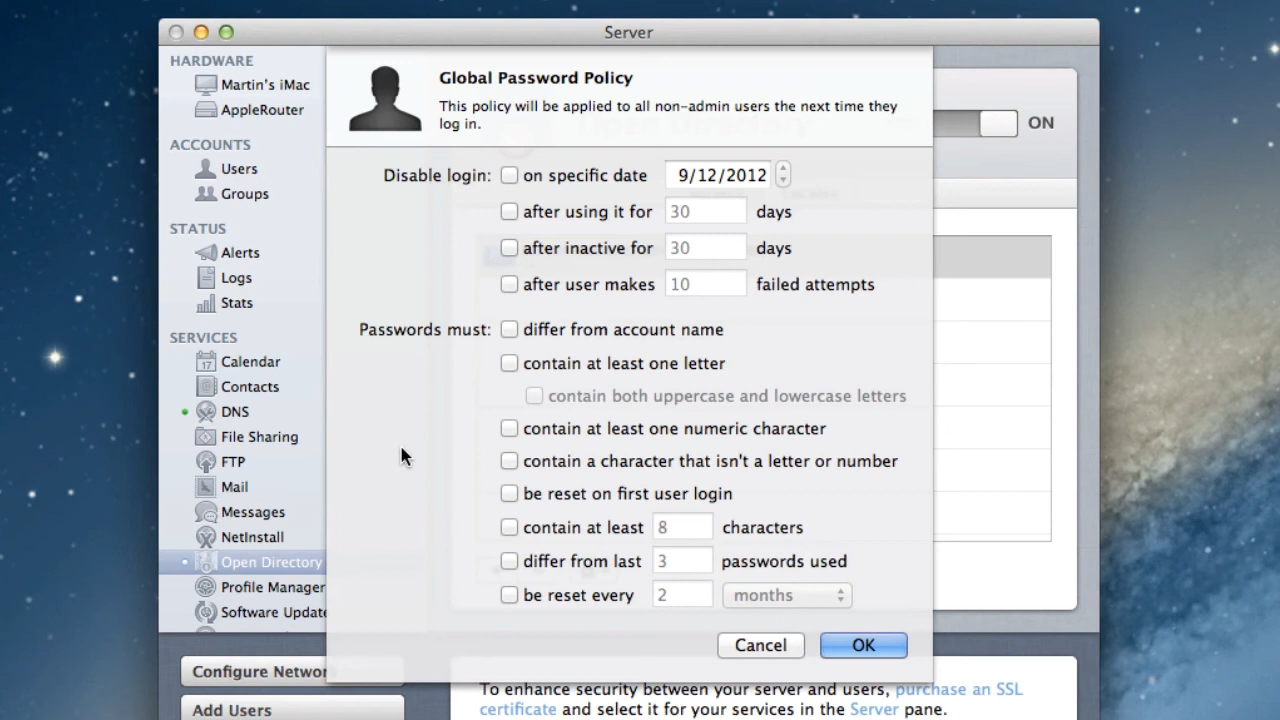 Server
HARDWARE
Martin's iMac
AppleRouter
ACCOUNTS
Users
Groups
STATUS
Alerts
Logs
Stats
SERVICES
17
Calendar
Contacts
DNS
File Sharing
FTP
Mail
Messages
NetInstall
Open Directory
Profile Manager
Software Update
Configure Network
Add Users
Global Password Policy
This policy will be applied to all non-admin users the next time they
log in.
ON
Disable login: on specific date 9/12/2012
after using it for 30 days
after inactive for 30 days
after user makes 10 failed attempts
Passwords must: differ from account name
contain at least one letter
contain both uppercase and lowercase letters
contain at least one numeric character
contain a character that isn't a letter or number
be reset on first user login
contain at least 8 characters
differ from last 3 passwords used
be reset every 2 months
Cancel OK
To enhance security between your server and users, purchase an SSL
certificate and select it for your services in the Server pane.